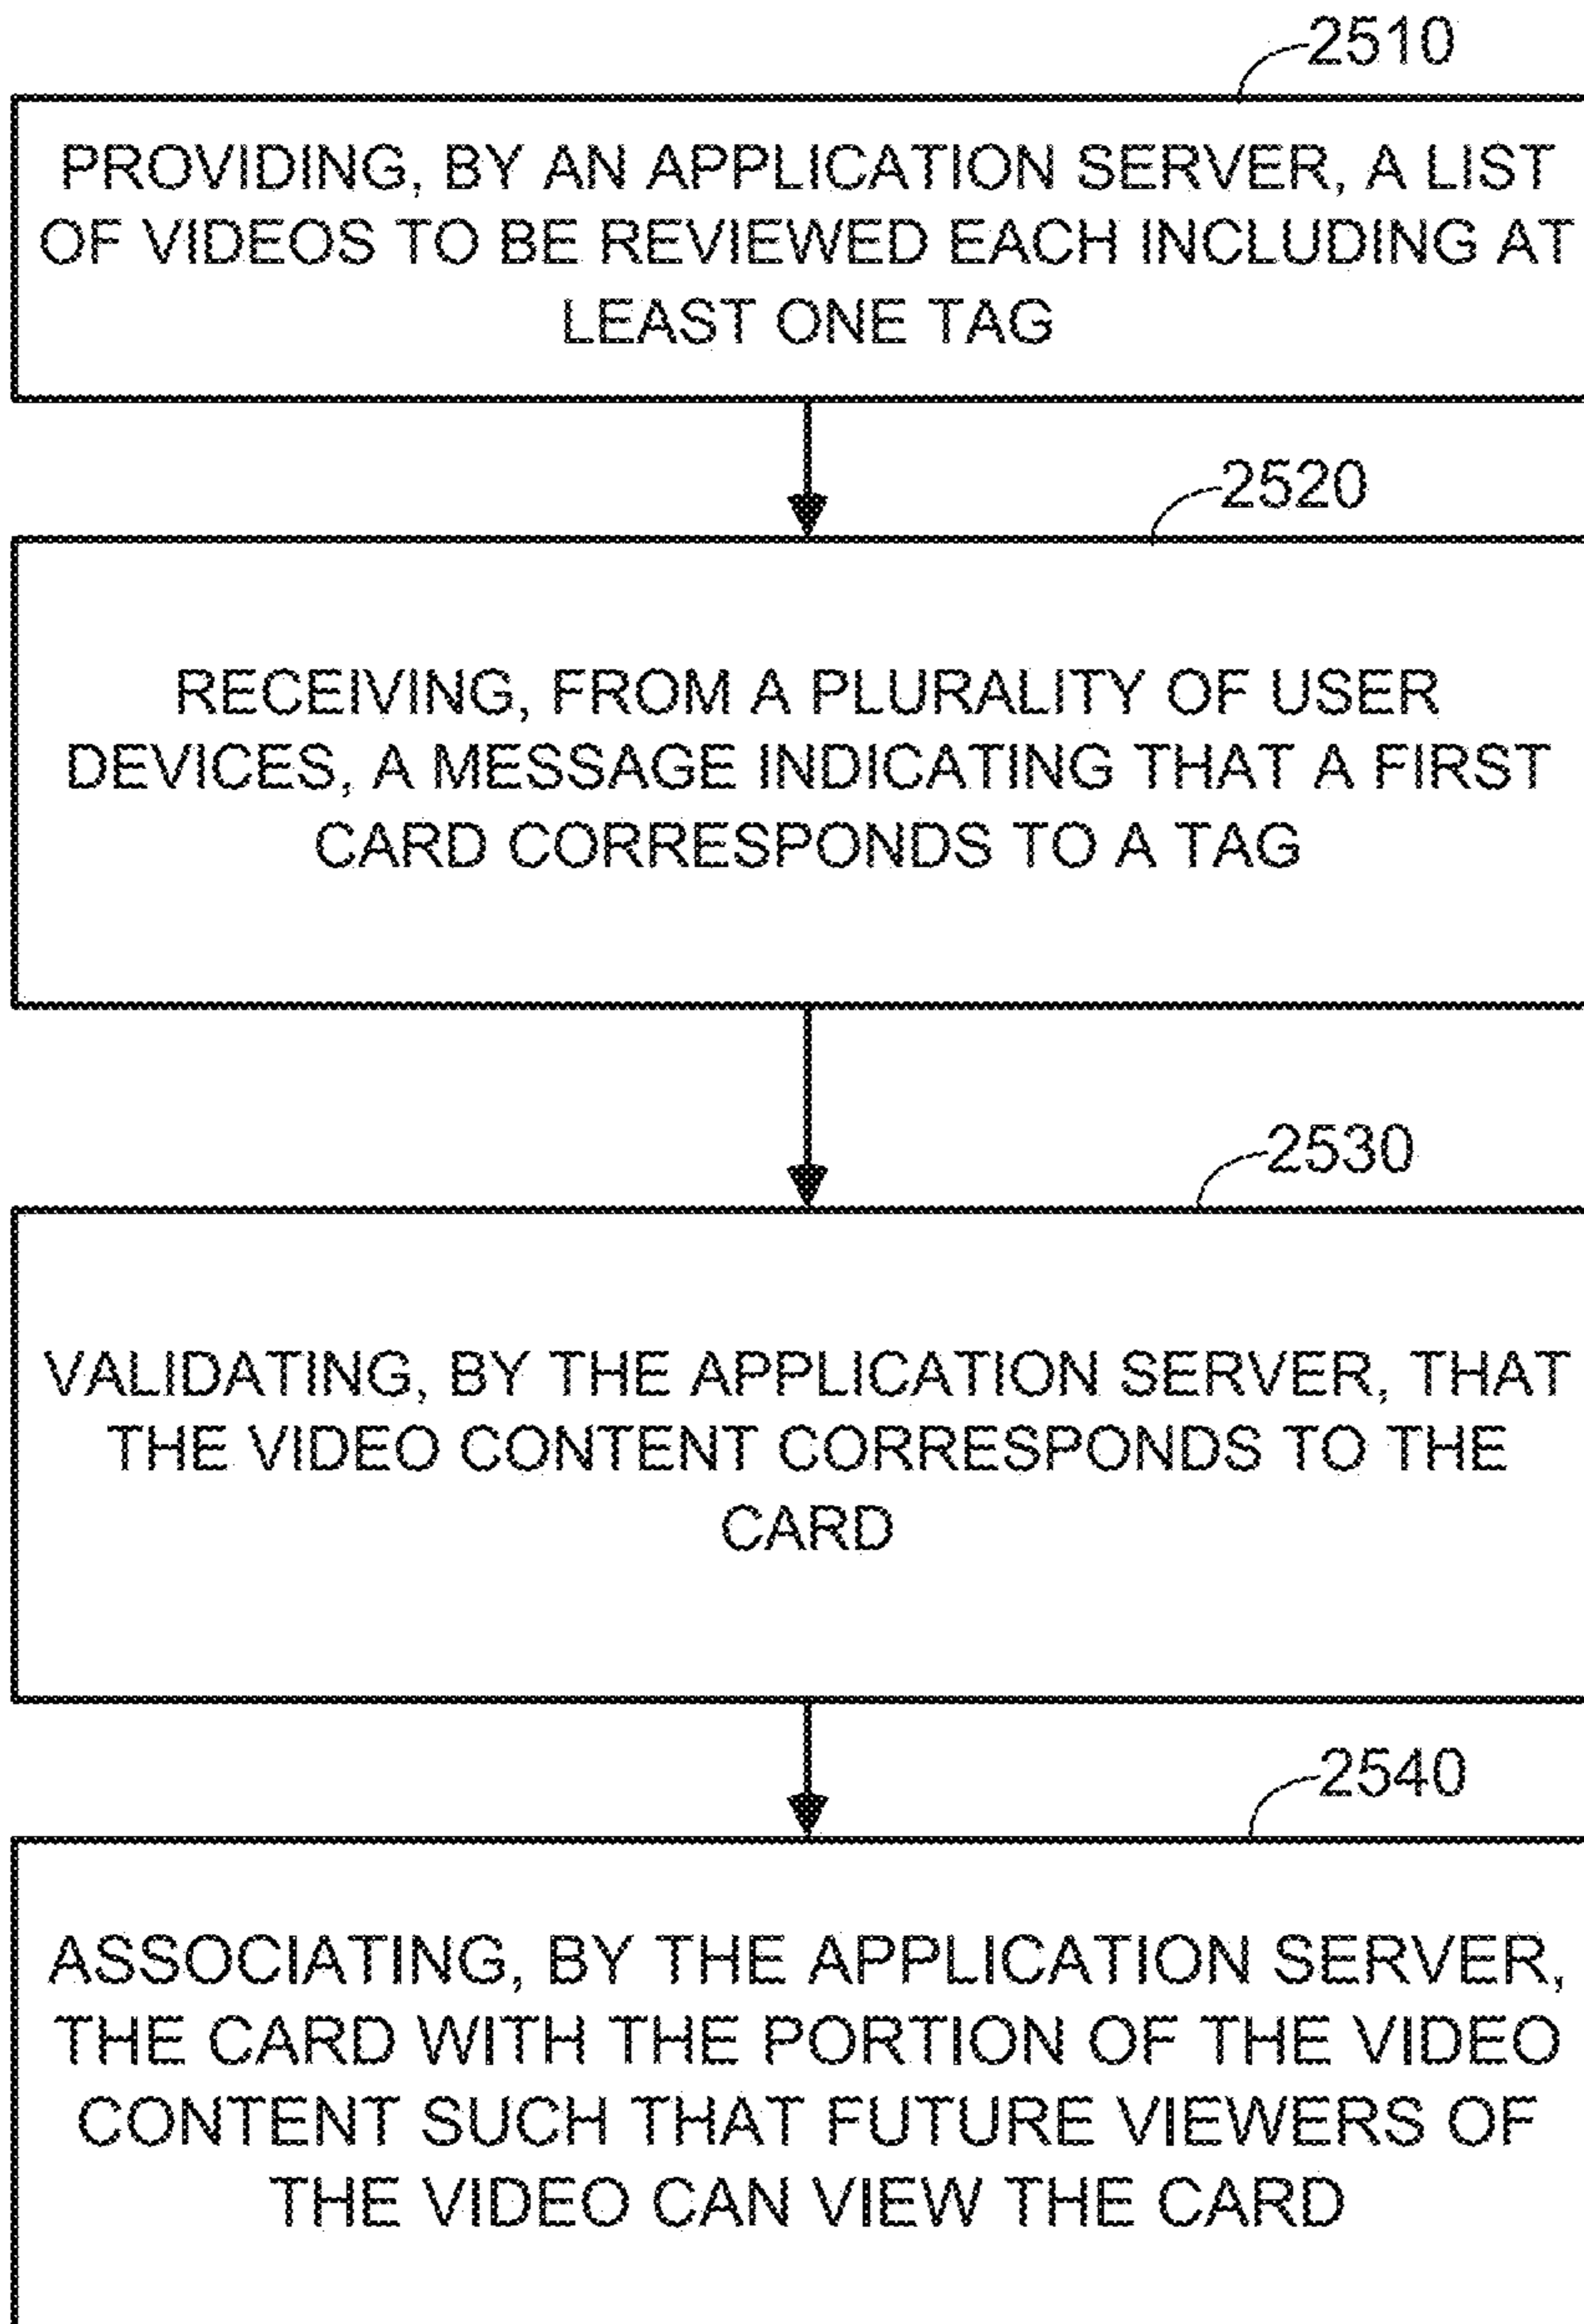 2510
PROVIDING, BY AN APPLICATION SERVER, A LIST
OF VIDEOS TO BE REVIEWED EACH INCLUDING AT
LEAST ONE TAG
2520
RECEIVING, FROM A PLURALITY OF USER
DEVICES, A MESSAGE INDICATING THAT A FIRST
CARD CORRESPONDS TO A TAG
2530
VALIDATING, BY THE APPLICATION SERVER, THAT
THE VIDEO CONTENT CORRESPONDS TO THE
CARD
2540
ASSOCIATING, BY THE APPLICATION SERVER,
THE CARD WITH THE PORTION OF THE VIDEO
CONTENT SUCH THAT FUTURE VIEWERS OF
THE VIDEO CAN VIEW THE CARD